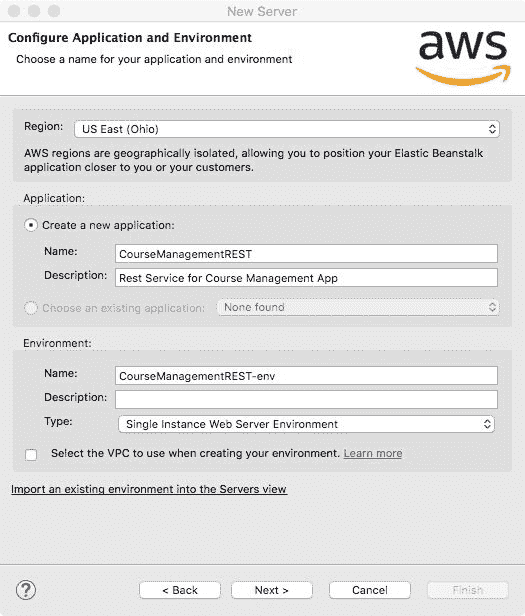 New Server
Configure Application and Environment
Choose a name for your application and environment
aws
Region: US East (Ohio)
AWS regions are geographically isolated, allowing you to position your Elastic Beanstalk
application closer to you or your customers.
Application:
Create a new application:
Name: CourseManagementREST
Description: Rest Service for Course Management App
Choose an existing application: None found
Environment:
Name: CourseManagementREST-env
Description:
Type: Single Instance Web Server Environment
Select the VPC to use when creating your environment. Learn more
Import an existing environment into the Servers view
? < Back Next > Cancel Finish